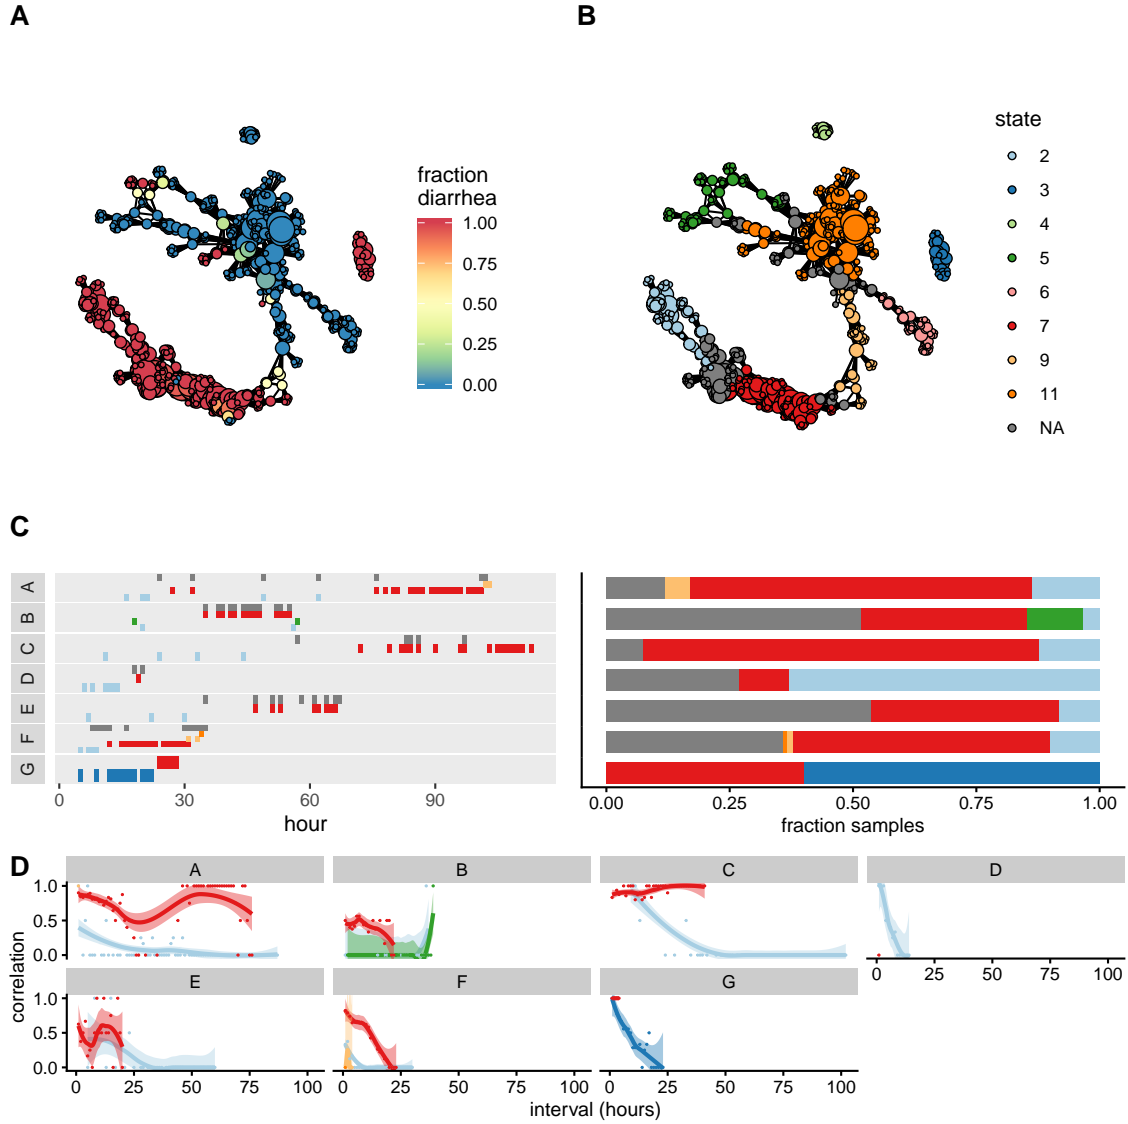 A
B
fraction
diarrhea
1.00
0.75
0.50
0.25
0.00
state
2
3
4
5
6
7
9
11
NA
C
A
B
C
D
E
F
G
0
30
60
90
hour
0.00
0.25
0.50
0.75
1.00
fraction samples
D
A
B
C
D
1.0
0.5
0.0
0
25
50
75
100
E
F
G
1.0
0.5
0.0
0
25
50
75
100
0
25
50
75
100
0
25
50
75
100
correlation
interval (hours)